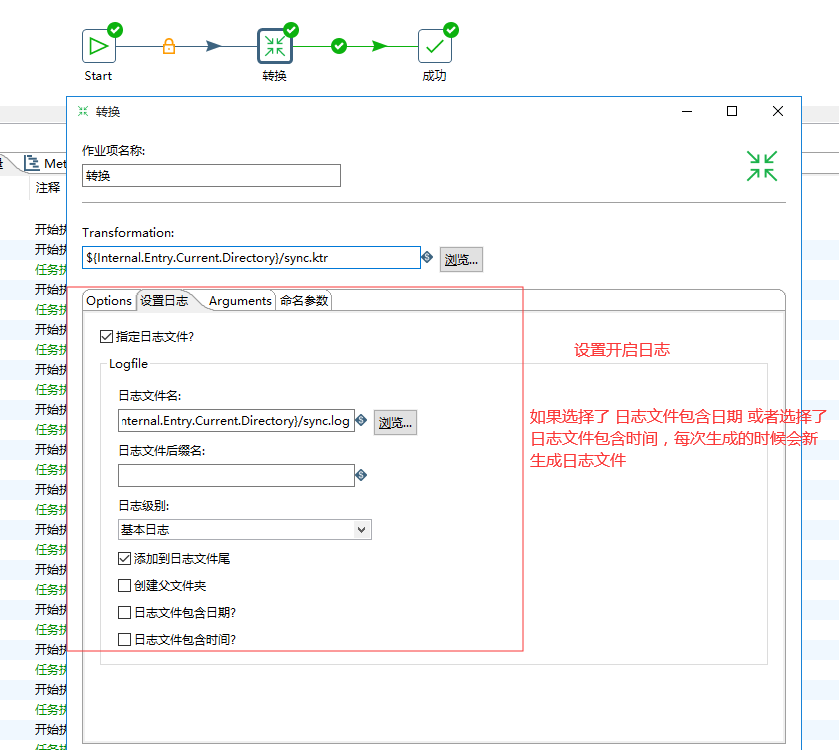 Start
转换
成功
转换
作业项名称:
转换
Met
注释
Transformation:
${Internal.Entry.Current.Directory}/sync.ktr
浏览...
Options
设置日志
Arguments
命名参数
指定日志文件?
设置开启日志
Logfile
日志文件名:
nternal.Entry.Current.Directory}/sync.log
浏览...
如果选择了 日志文件包含日期 或者选择了
日志文件包含时间，每次生成的时候会新
生成日志文件
日志文件后缀名:
日志级别:
基本日志
添加到日志文件尾
创建父文件夹
日志文件包含日期?
日志文件包含时间?
开始执
开始执
任务执
开始执
任务执
开始执
任务执
开始执
任务执
开始执
任务执
开始执
任务执
开始执
任务执
开始执
任务执
开始执
任务执
开始执
任务执
开始执
任务执
开始执
任务执
开始执
任务执